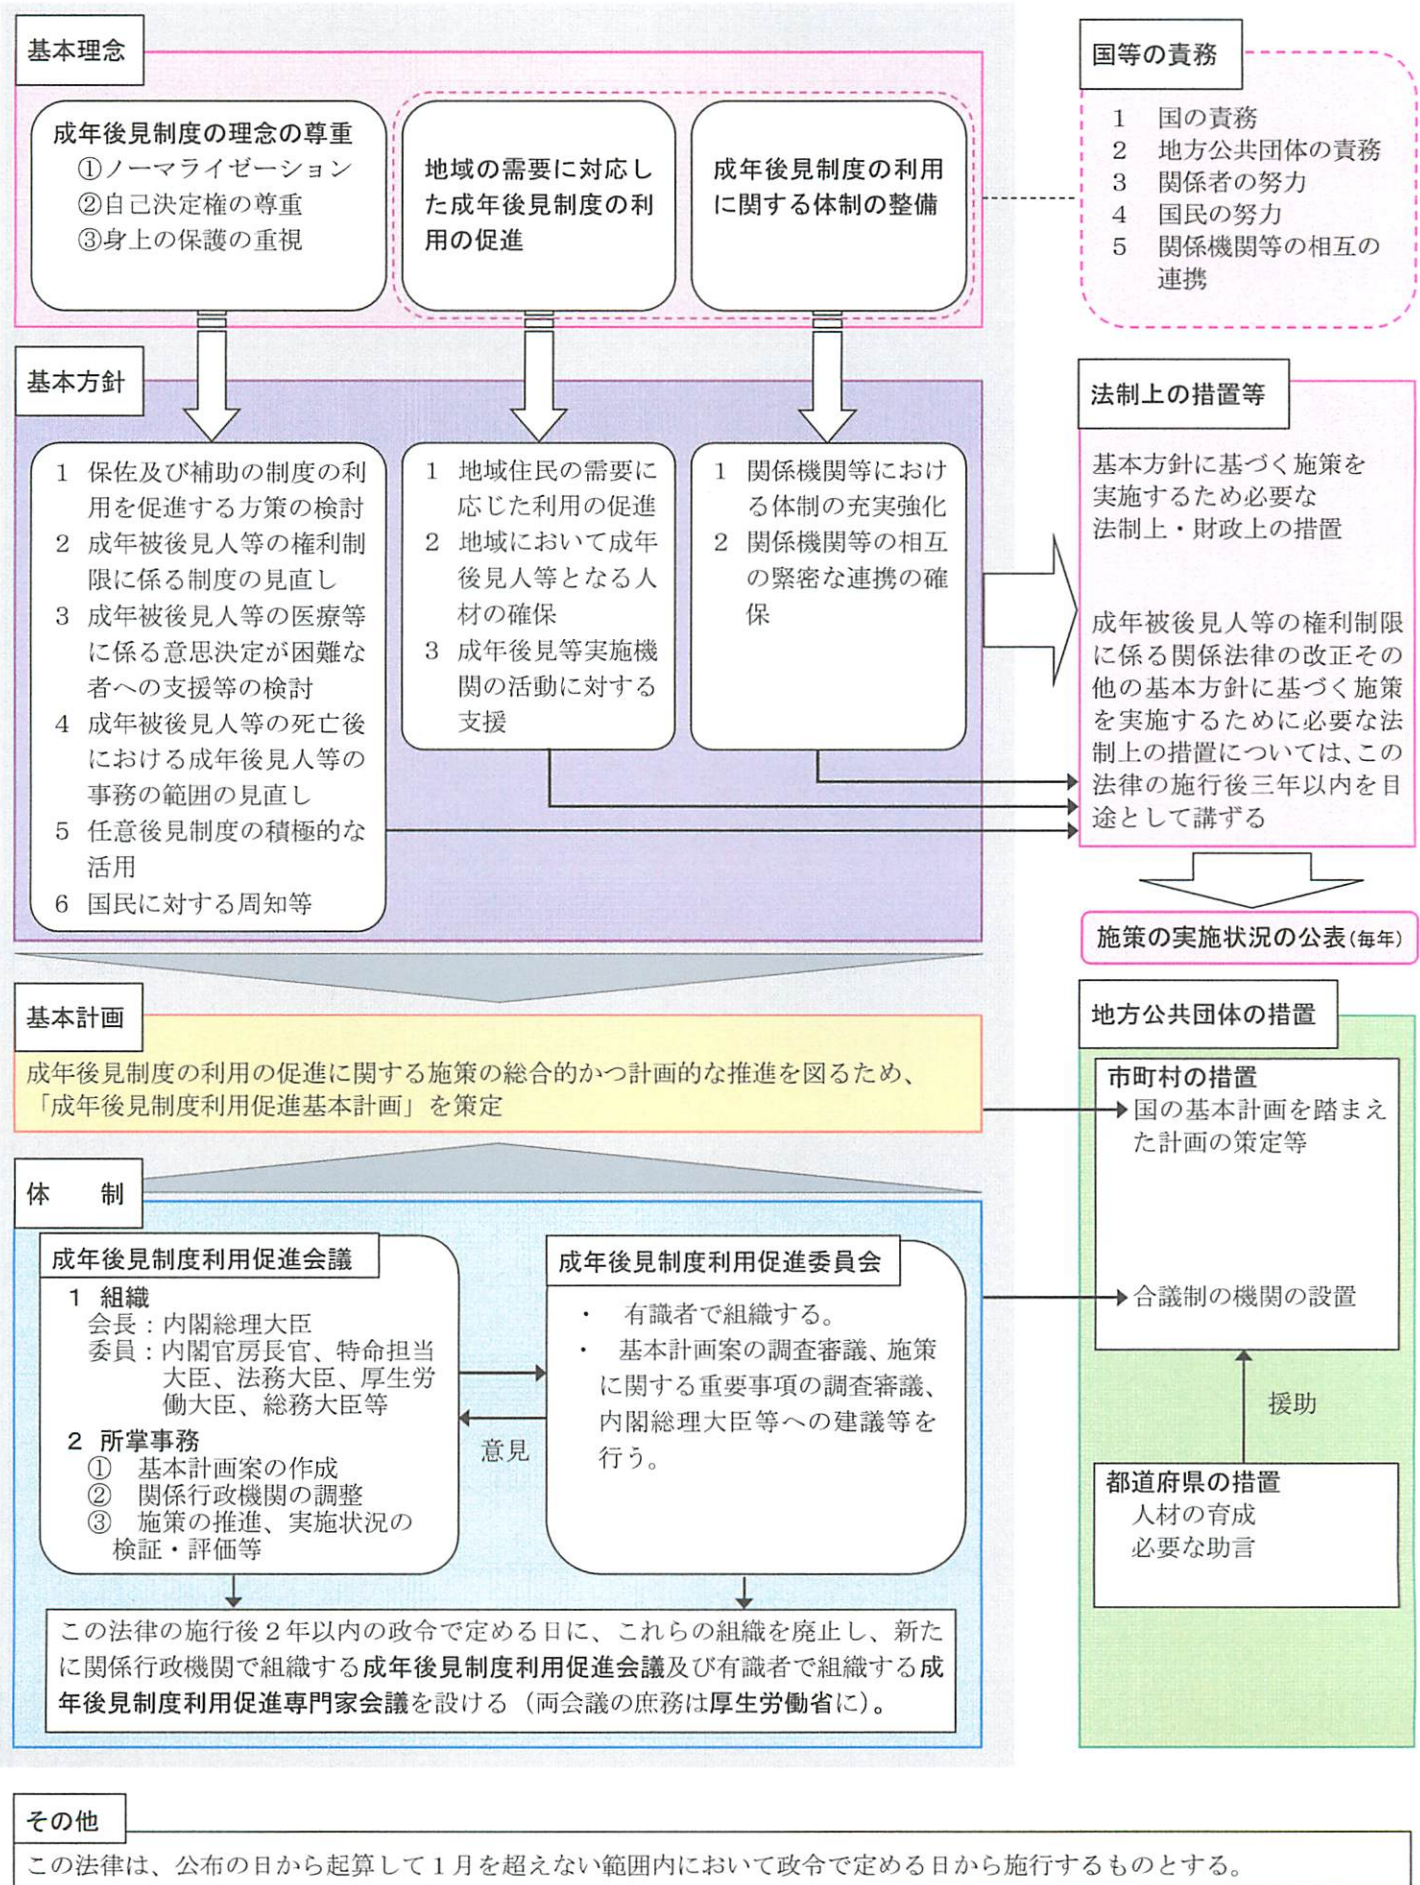 基本理念
成年後見制度の理念の尊重
①ノーマライゼーション
②自己決定権の尊重
③身上の保護の重視
地域の需要に対応し
た成年後見制度の利
用の促進
成年後見制度の利用
に関する体制の整備
国等の責務
1 国の責務
2 地方公共団体の責務
3 関係者の努力
4 国民の努力
5 関係機関等の相互の
連携
基本方針
1 保佐及び補助の制度の利
用を促進する方策の検討
2 成年被後見人等の権利制
限に係る制度の見直し
3 成年被後見人等の医療等
に係る意思決定が困難な
者への支援等の検討
4 成年被後見人等の死亡後
における成年後見人等の
事務の範囲の見直し
5 任意後見制度の積極的な
活用
6 国民に対する周知等
1 地域住民の需要に
応じた利用の促進
2 地域において成年
後見人等となる人
材の確保
3 成年後見等実施機
関の活動に対する
支援
1 関係機関等におけ
る体制の充実強化
2 関係機関等の相互
の緊密な連携の確
保
法制上の措置等
基本方針に基づく施策を
実施するため必要な
法制上・財政上の措置
成年被後見人等の権利制限
に係る関係法律の改正その
他の基本方針に基づく施策
を実施するために必要な法
制上の措置については、この
法律の施行後三年以内を目
途として講ずる
施策の実施状況の公表(毎年)
基本計画
成年後見制度の利用の促進に関する施策の総合的かつ計画的な推進を図るため、
「成年後見制度利用促進基本計画」を策定
体 制
成年後見制度利用促進会議
1 組織
会長：内閣総理大臣
委員：内閣官房長官、特命担当
大臣、法務大臣、厚生労
働大臣、総務大臣等
2 所掌事務
① 基本計画案の作成
② 関係行政機関の調整
③ 施策の推進、実施状況の
検証・評価等
意見
成年後見制度利用促進委員会
・ 有識者で組織する。
・ 基本計画案の調査審議、施策
に関する重要事項の調査審議、
内閣総理大臣等への建議等を
行う。
この法律の施行後２年以内の政令で定める日に、これらの組織を廃止し、新た
に関係行政機関で組織する成年後見制度利用促進会議及び有識者で組織する成
年後見制度利用促進専門家会議を設ける（両会議の庶務は厚生労働省に）。
地方公共団体の措置
市町村の措置
国の基本計画を踏まえ
た計画の策定等
合議制の機関の設置
援助
都道府県の措置
人材の育成
必要な助言
その他
この法律は、公布の日から起算して１月を超えない範囲内において政令で定める日から施行するものとする。